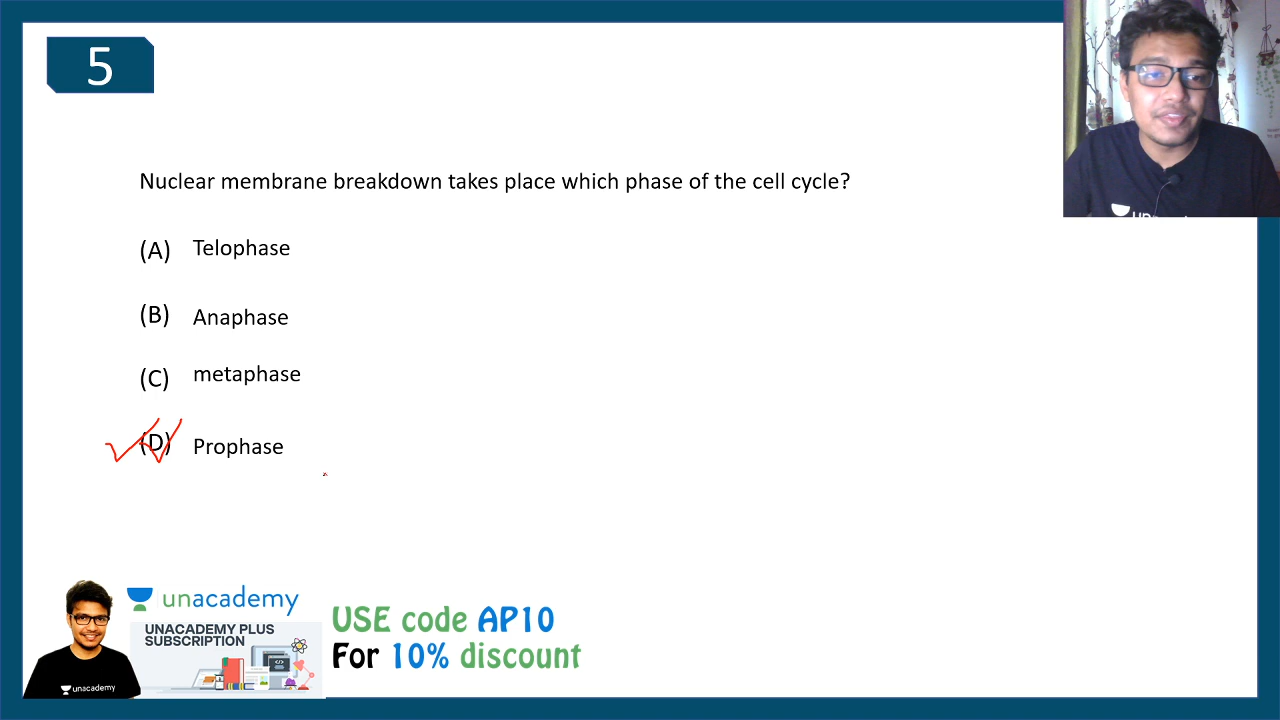 5
Nuclear membrane breakdown takes place which phase of the cell cycle?
(A) Telophase
(B) Anaphase
(C) metaphase
(D) Prophase
unacademy
UNACADEMY PLUS
SUBSCRIPTION
USE code AP10
For 10% discount
unacademy